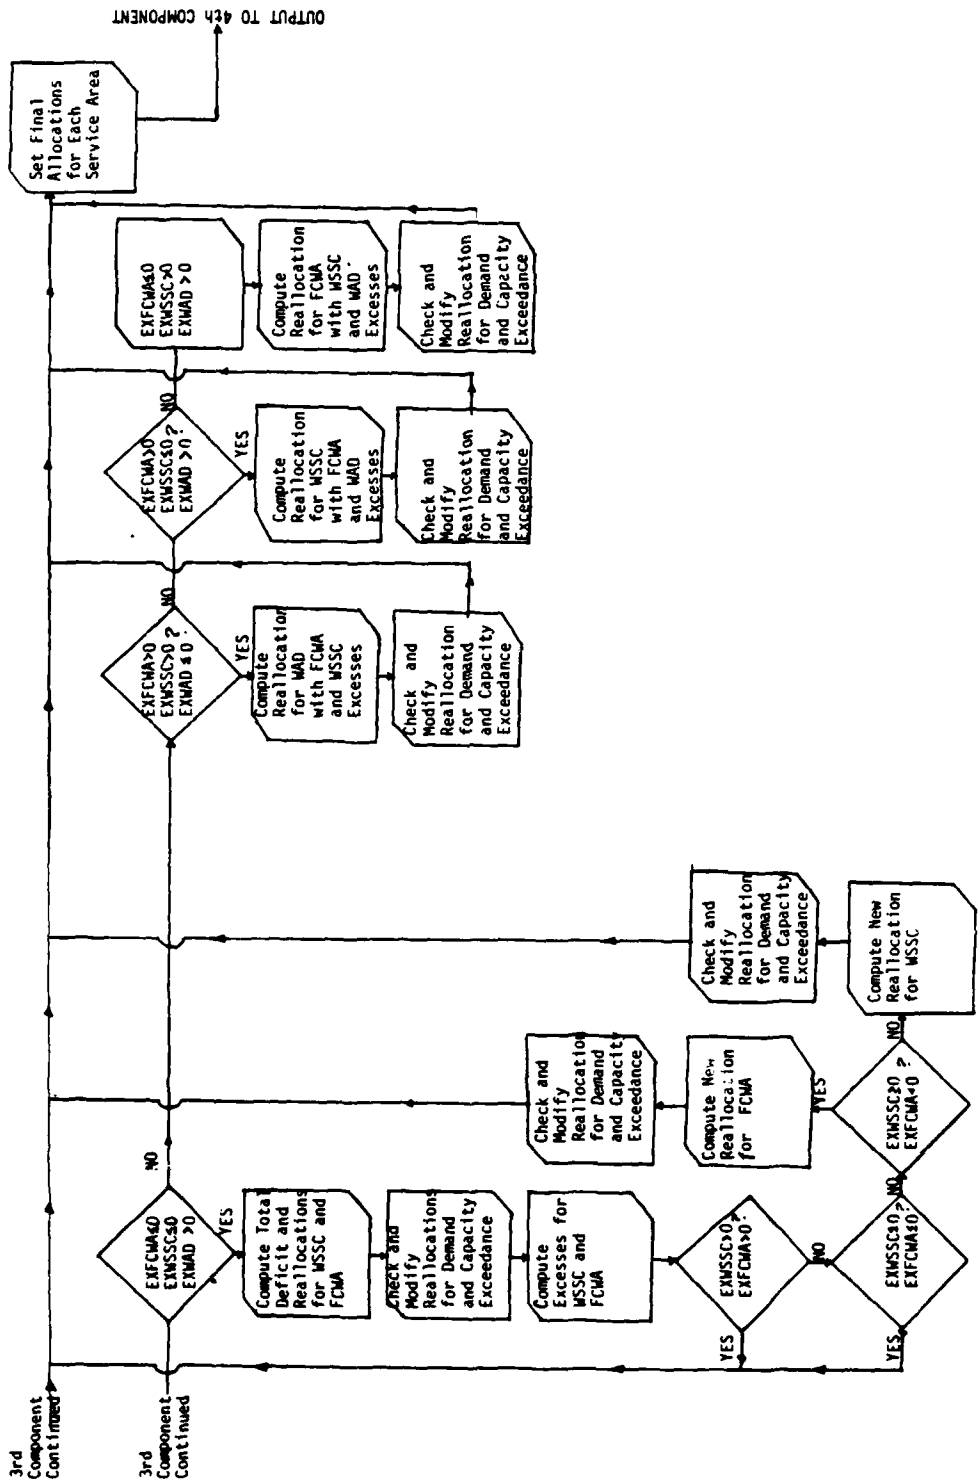 3rd
Component
Continued
3rd
Component
Continued
EXFCWA≤0
EXWSSC≤0
EXWAD >0
NO
YES
Compute Total
Deficit and
Reallocations
for WSSC and
FCWA
Check and
Modify
Reallocations
for Demand
and Capacity
Exceedance
Compute
Excesses for
WSSC and
FCWA
EXWSSC>0 ?
EXFCWA>0 ?
YES
NO
EXWSSC≤0 ?
EXFCWA≤0 ?
YES
NO
EXWSSC≥0 ?
YES
NO
Compute New
Reallocation
for FCWA
Check and
Modify
Reallocation
for Demand
and Capacity
Exceedance
Compute New
Reallocation
for WSSC
Check and
Modify
Reallocation
for Demand
and Capacity
Exceedance
EXFCWA>0
EXWSSC>0 ?
EXWAD ≤ 0
NO
YES
Compute
Reallocation
for WAD
with FCWA
and WSSC
Excesses
Check and
Modify
Reallocation
for Demand
and Capacity
Exceedance
EXFCWA>0
EXWSSC≤0 ?
EXWAD >0
NO
YES
Compute
Reallocation
for WSSC
with FCWA
and WAD
Excesses
Check and
Modify
Reallocation
for Demand
and Capacity
Exceedance
EXFCWA≤0
EXWSSC>0
EXWAD > 0
Compute
Reallocation
for FCWA
with WSSC
and WAD
Excesses
Check and
Modify
Reallocation
for Demand
and Capacity
Exceedance
Set Final
Allocations
for Each
Service Area
OUTPUT TO 4th COMPONENT